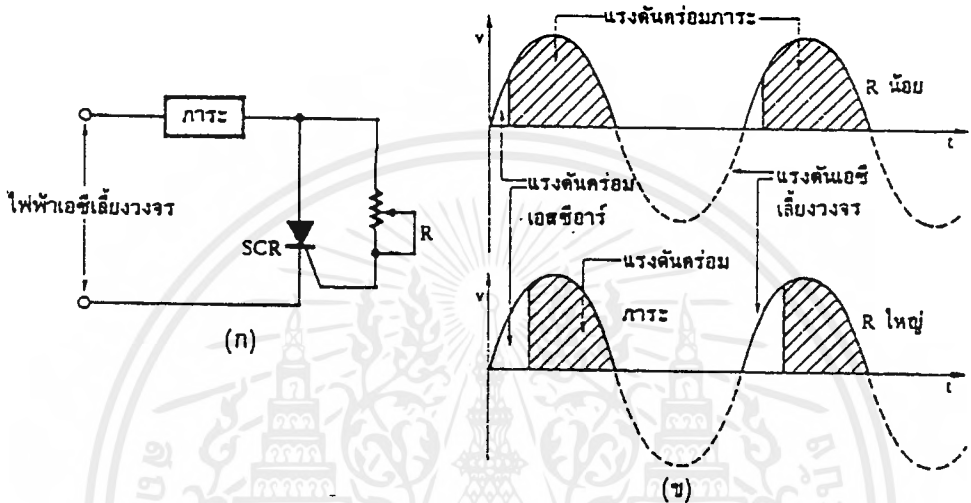 ภาระ
ไฟฟ้าเอซีเลี้ยงวงจร
SCR
R
(ก)
v
แรงดันคร่อมภาระ
R น้อย
t
แรงดันคร่อม
เอสซีอาร์
แรงดันเอซี
เลี้ยงวงจร
v
แรงดันคร่อม
ภาระ
R ใหญ่
t
(ข)